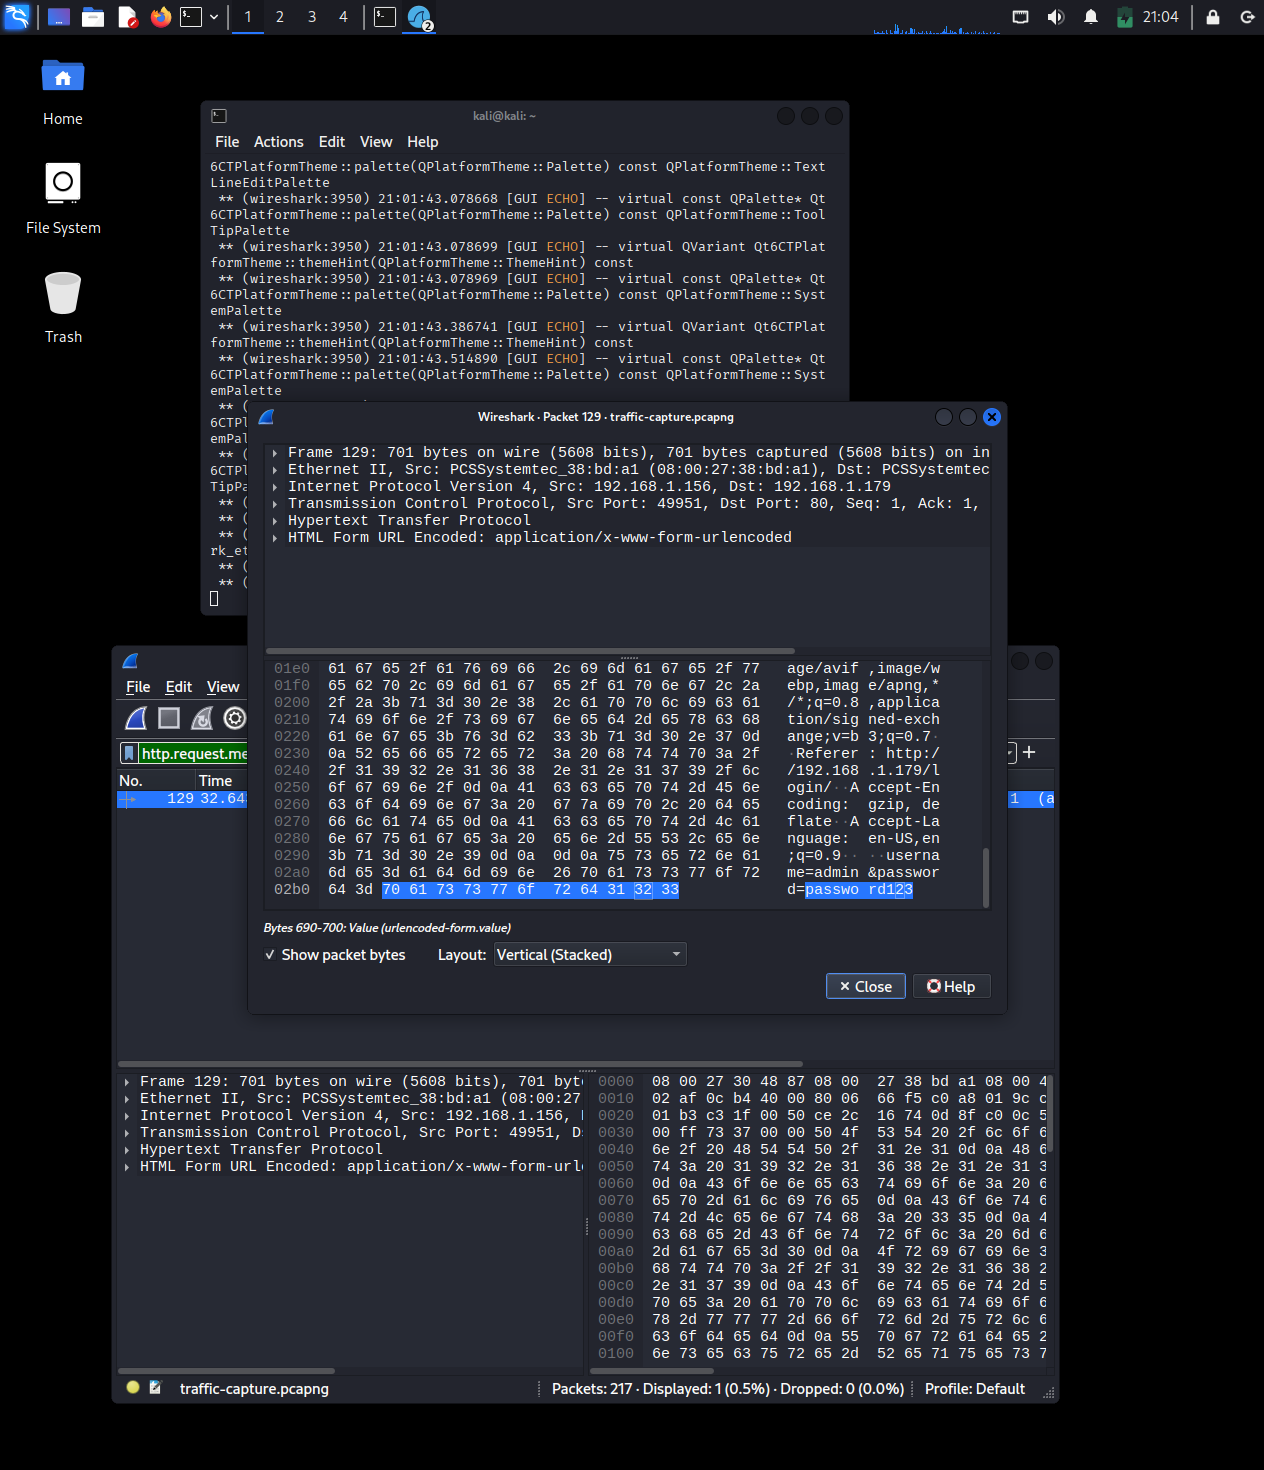 1 2 3 4 2 21:04
Home
File System
Trash
kali@kali: ~
File Actions Edit View Help
6CTPlatformTheme::palette(QPlatformTheme::Palette) const QPlatformTheme::Text
LineEditPalette
** (wireshark:3950) 21:01:43.078668 [GUI ECHO] -- virtual const QPalette* Qt
6CTPlatformTheme::palette(QPlatformTheme::Palette) const QPlatformTheme::Tool
TipPalette
** (wireshark:3950) 21:01:43.078699 [GUI ECHO] -- virtual QVariant Qt6CTPlat
formTheme::themeHint(QPlatformTheme::ThemeHint) const
** (wireshark:3950) 21:01:43.078969 [GUI ECHO] -- virtual const QPalette* Qt
6CTPlatformTheme::palette(QPlatformTheme::Palette) const QPlatformTheme::Syst
emPalette
** (wireshark:3950) 21:01:43.386741 [GUI ECHO] -- virtual QVariant Qt6CTPlat
formTheme::themeHint(QPlatformTheme::ThemeHint) const
** (wireshark:3950) 21:01:43.514890 [GUI ECHO] -- virtual const QPalette* Qt
6CTPlatformTheme::palette(QPlatformTheme::Palette) const QPlatformTheme::Syst
emPalette
** (
6CTPl
emPal
** (
6CTPl
TipPa
** (
** (
** (
rk_et
** (
** (
Wireshark · Packet 129 · traffic-capture.pcapng
Frame 129: 701 bytes on wire (5608 bits), 701 bytes captured (5608 bits) on in
Ethernet II, Src: PCSSystemtec_38:bd:a1 (08:00:27:38:bd:a1), Dst: PCSSystemtec
Internet Protocol Version 4, Src: 192.168.1.156, Dst: 192.168.1.179
Transmission Control Protocol, Src Port: 49951, Dst Port: 80, Seq: 1, Ack: 1,
Hypertext Transfer Protocol
HTML Form URL Encoded: application/x-www-form-urlencoded
01e0 61 67 65 2f 61 76 69 66 2c 69 6d 61 67 65 2f 77 age/avif ,image/w
01f0 65 62 70 2c 69 6d 61 67 65 2f 61 70 6e 67 2c 2a ebp,imag e/apng,*
0200 2f 2a 3b 71 3d 30 2e 38 2c 61 70 70 6c 69 63 61 /*;q=0.8 ,applica
0210 74 69 6f 6e 2f 73 69 67 6e 65 64 2d 65 78 63 68 tion/sig ned-exch
0220 61 6e 67 65 3b 76 3d 62 33 3b 71 3d 30 2e 37 0d ange;v=b 3;q=0.7·
0230 0a 52 65 66 65 72 65 72 3a 20 68 74 74 70 3a 2f ·Referer : http:/
0240 2f 31 39 32 2e 31 36 38 2e 31 2e 31 37 39 2f 6c /192.168 .1.179/l
0250 6f 67 69 6e 2f 0d 0a 41 63 63 65 70 74 2d 45 6e ogin/··A ccept-En
0260 63 6f 64 69 6e 67 3a 20 67 7a 69 70 2c 20 64 65 coding: gzip, de
0270 66 6c 61 74 65 0d 0a 41 63 63 65 70 74 2d 4c 61 flate··A ccept-La
0280 6e 67 75 61 67 65 3a 20 65 6e 2d 55 53 2c 65 6e nguage: en-US,en
0290 3b 71 3d 30 2e 39 0d 0a 0d 0a 75 73 65 72 6e 61 ;q=0.9·· ··userna
02a0 6d 65 3d 61 64 6d 69 6e 26 70 61 73 73 77 6f 72 me=admin &passwor
02b0 64 3d 70 61 73 73 77 6f 72 64 31 32 33 d=passwo rd123
Bytes 690-700: Value (urlencoded-form.value)
Show packet bytes Layout: Vertical (Stacked)
Close Help
File Edit View
http.request.me
No. Time
129 32.64 1 (a
Frame 129: 701 bytes on wire (5608 bits), 701 byt
Ethernet II, Src: PCSSystemtec_38:bd:a1 (08:00:27
Internet Protocol Version 4, Src: 192.168.1.156,
Transmission Control Protocol, Src Port: 49951, D
Hypertext Transfer Protocol
HTML Form URL Encoded: application/x-www-form-url
0000 08 00 27 30 48 87 08 00 27 38 bd a1 08 00 4
0010 02 af 0c b4 40 00 80 06 66 f5 c0 a8 01 9c c
0020 01 b3 c3 1f 00 50 ce 2c 16 74 0d 8f c0 0c 5
0030 00 ff 73 37 00 00 50 4f 53 54 20 2f 6c 6f 6
0040 6e 2f 20 48 54 54 50 2f 31 2e 31 0d 0a 48 6
0050 74 3a 20 31 39 32 2e 31 36 38 2e 31 2e 31 3
0060 0d 0a 43 6f 6e 6e 65 63 74 69 6f 6e 3a 20 6
0070 65 70 2d 61 6c 69 76 65 0d 0a 43 6f 6e 74 6
0080 74 2d 4c 65 6e 67 74 68 3a 20 33 35 0d 0a 4
0090 63 68 65 2d 43 6f 6e 74 72 6f 6c 3a 20 6d 6
00a0 2d 61 67 65 3d 30 0d 0a 4f 72 69 67 69 6e 3
00b0 68 74 74 70 3a 2f 2f 31 39 32 2e 31 36 38 2
00c0 2e 31 37 39 0d 0a 43 6f 6e 74 65 6e 74 2d 5
00d0 70 65 3a 20 61 70 70 6c 69 63 61 74 69 6f 6
00e0 78 2d 77 77 77 2d 66 6f 72 6d 2d 75 72 6c 6
00f0 63 6f 64 65 64 0d 0a 55 70 67 72 61 64 65 2
0100 6e 73 65 63 75 72 65 2d 52 65 71 75 65 73 7
traffic-capture.pcapng Packets: 217 · Displayed: 1 (0.5%) · Dropped: 0 (0.0%) Profile: Default